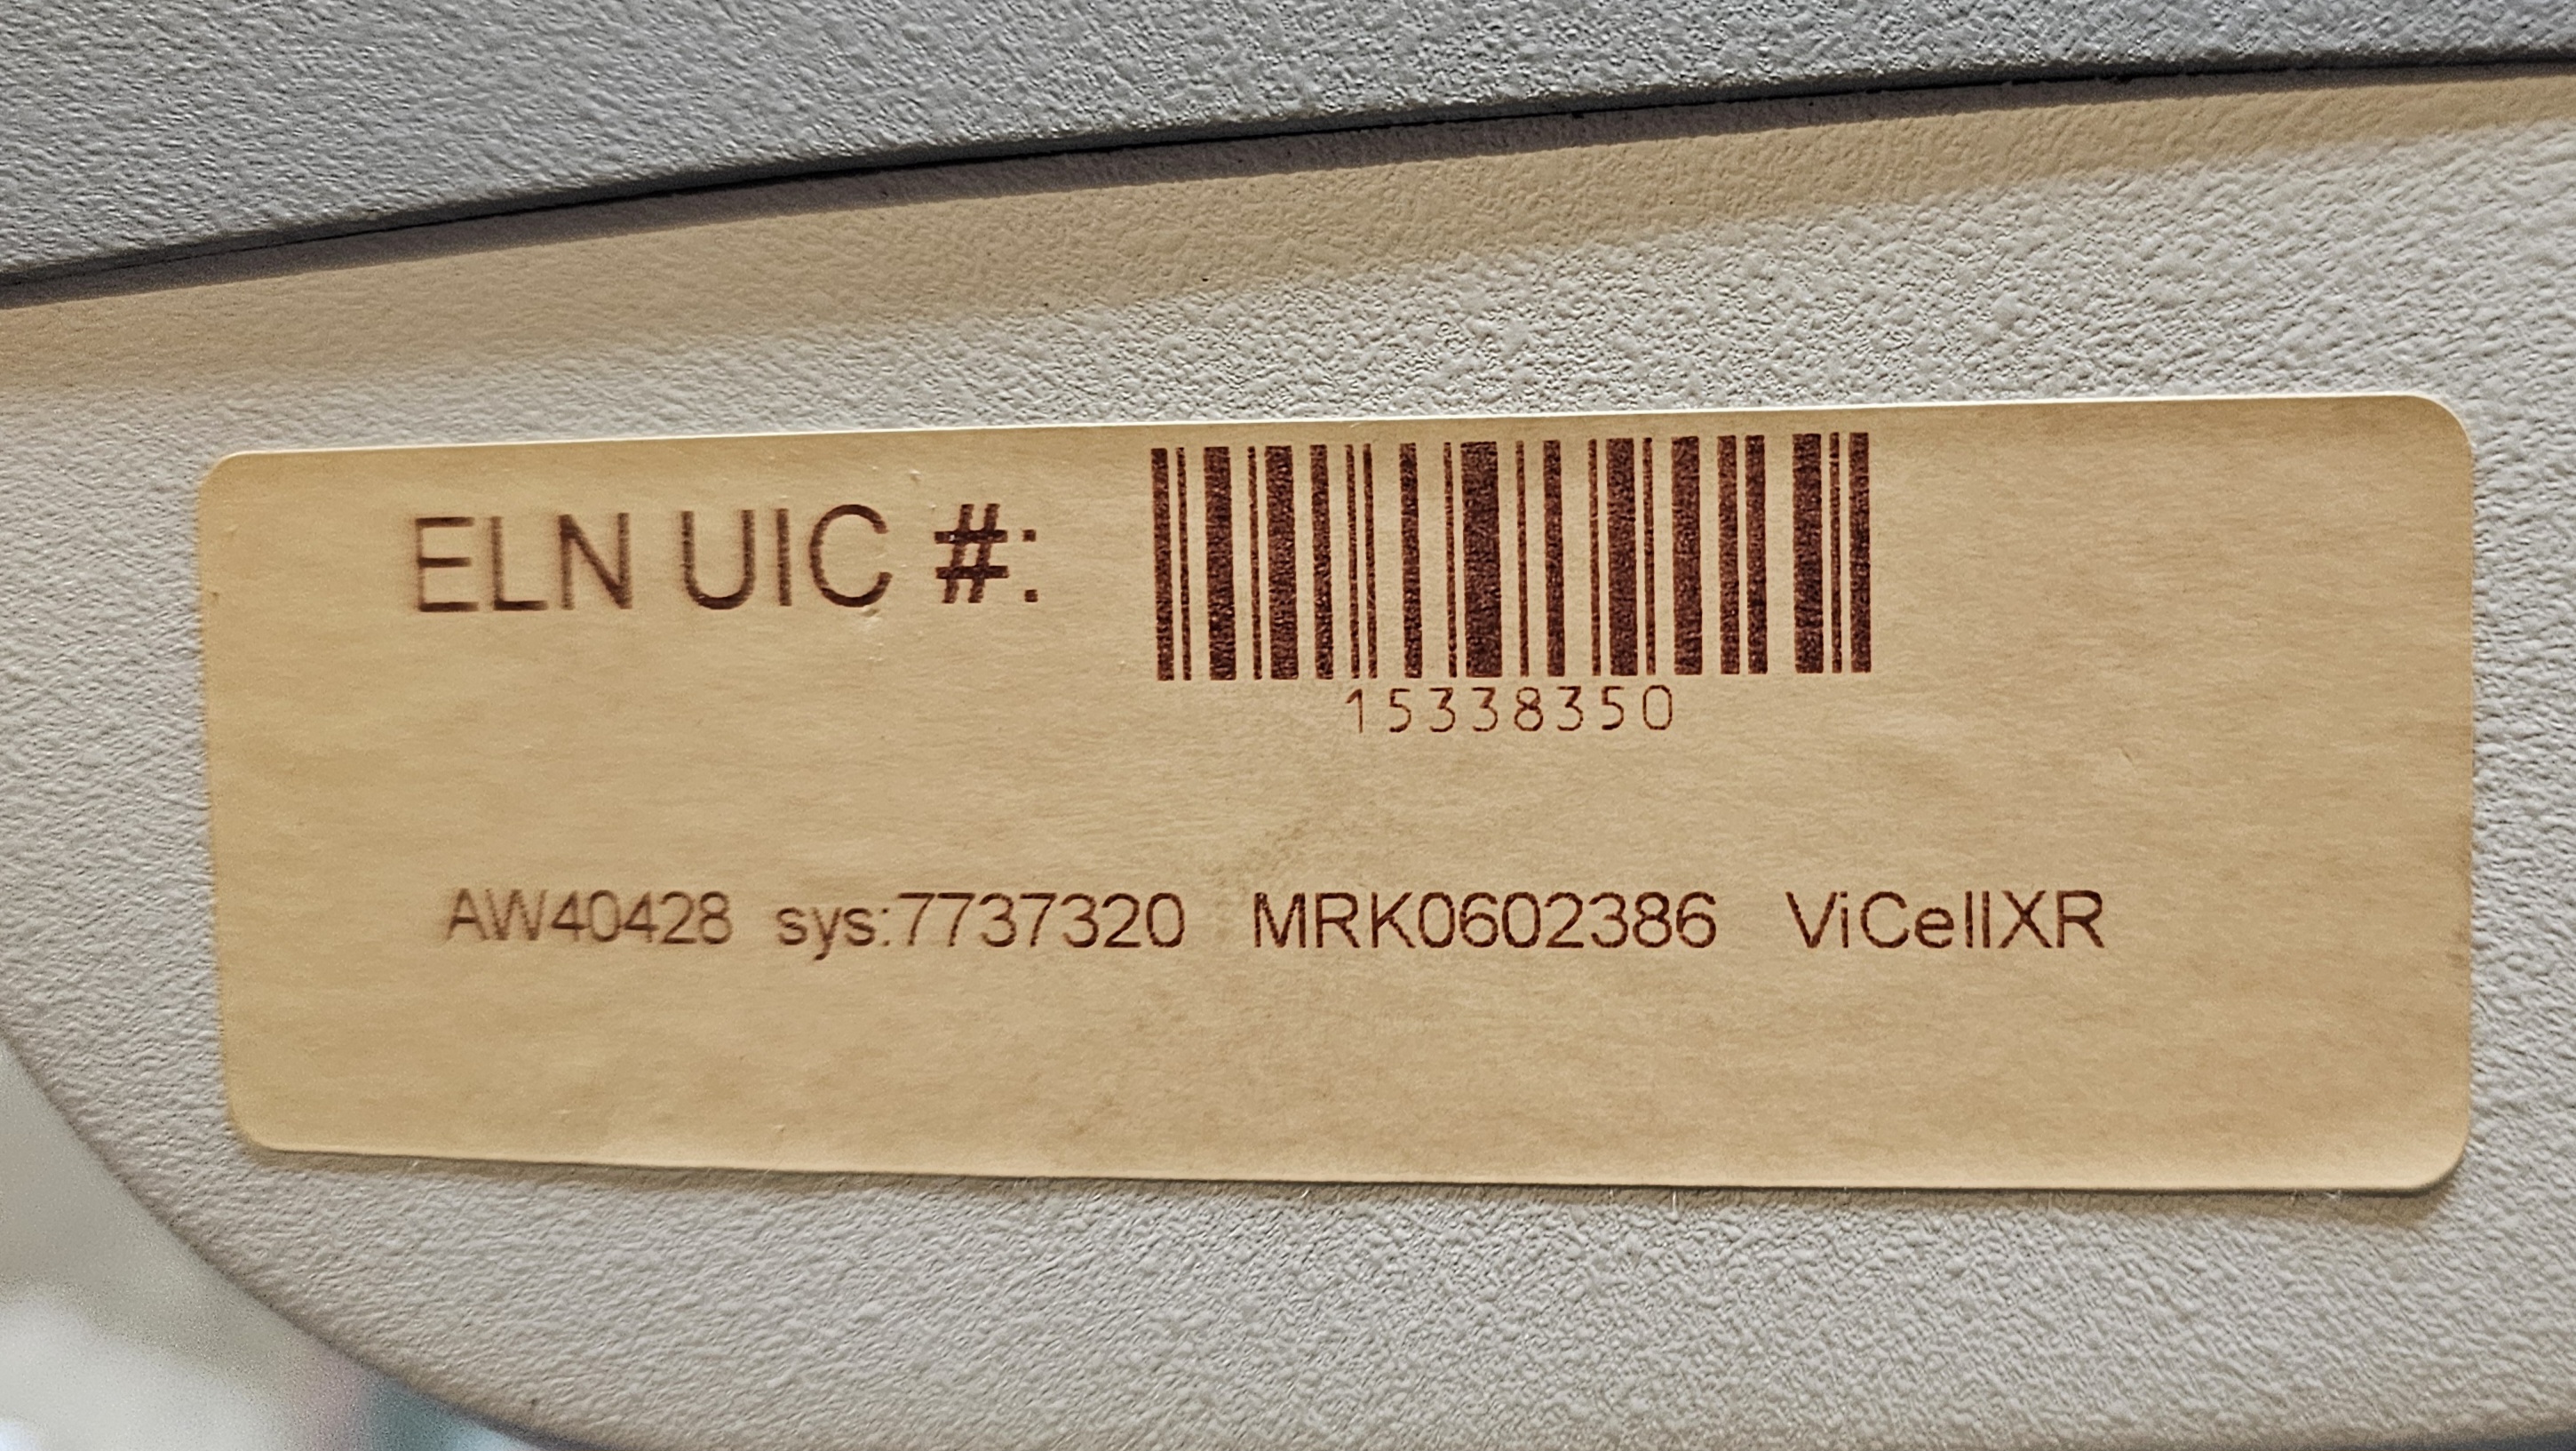 ELN UIC #:
15338350
AW40428 sys:7737320 MRK0602386 ViCellXR